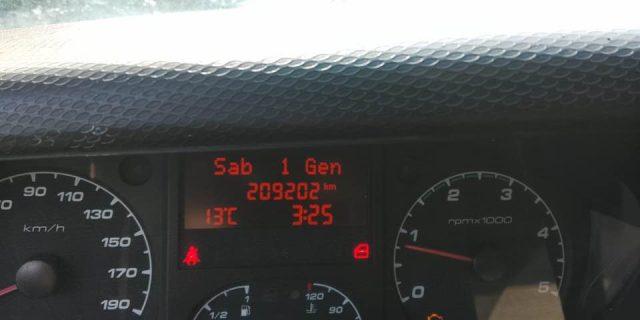 Sab 1 Gen
209202 km
13°C 3:25
70 90 110 130 150 170 190
km/h
0 1 2 3 4 5
rpmx1000
1/2 1
120 90